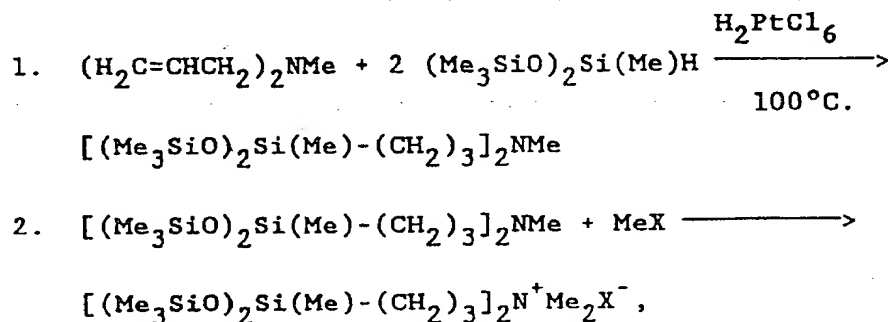 H₂PtCl₆
1. (H₂C=CHCH₂)₂NMe + 2 (Me₃SiO)₂Si(Me)H ⟶
100°C.
[(Me₃SiO)₂Si(Me)-(CH₂)₃]₂NMe
2. [(Me₃SiO)₂Si(Me)-(CH₂)₃]₂NMe + MeX ⟶
[(Me₃SiO)₂Si(Me)-(CH₂)₃]₂N⁺Me₂X⁻,